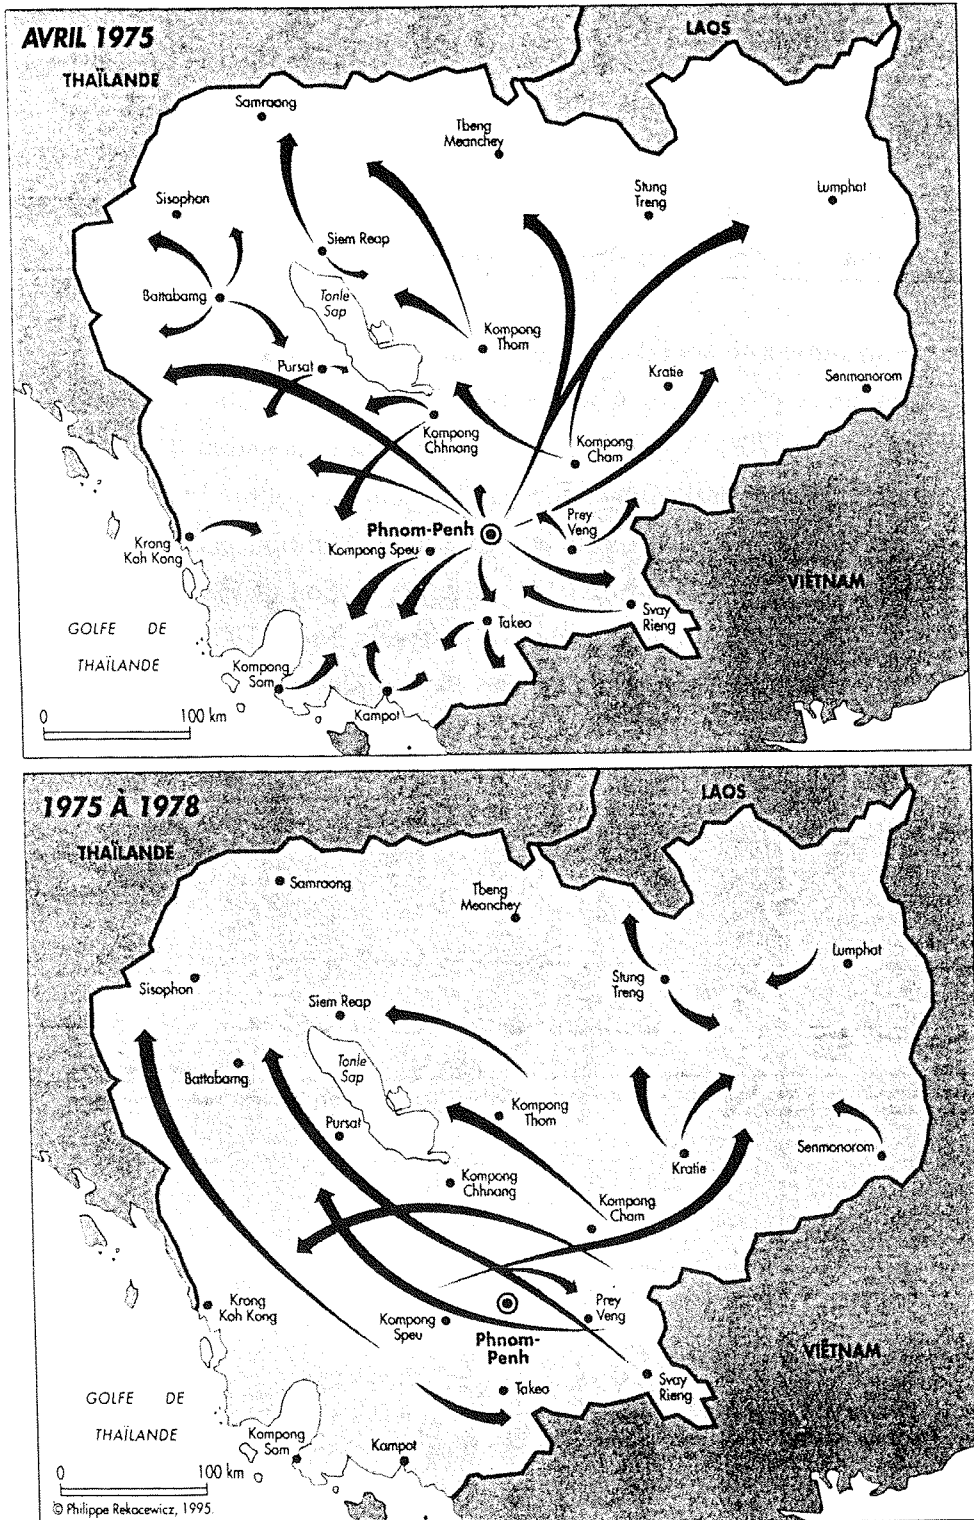 AVRIL 1975
LAOS
THAÏLANDE
Samraong
Tbeng
Meanchey
Stung
Treng
Lumphat
Sisophon
Siem Reap
Battabamg
Tonle
Sap
Kompong
Thom
Pursat
Kratie
Senmonorom
Kompong
Chhnang
Kompong
Cham
Phnom-Penh
Prey
Veng
Krong
Kah Kong
Kompong Speu
VIÊTNAM
GOLFE DE
THAÏLANDE
Takeo
Svay
Rieng
Kompong
Som
Kampot
0 100 km
1975 À 1978
LAOS
THAÏLANDE
Samraong
Tbeng
Meanchey
Lumphat
Stung
Treng
Sisophon
Siem Reap
Battabamg
Tonle
Sap
Kompong
Thom
Pursat
Kratie
Senmonorom
Kompong
Chhnang
Kompong
Cham
Krong
Koh Kong
Kompong
Speu
Prey
Veng
Phnom-
Penh
VIÊTNAM
Takeo
Svay
Rieng
GOLFE DE
THAÏLANDE
Kompong
Som
Kampot
0 100 km
© Philippe Rekacewicz, 1995.